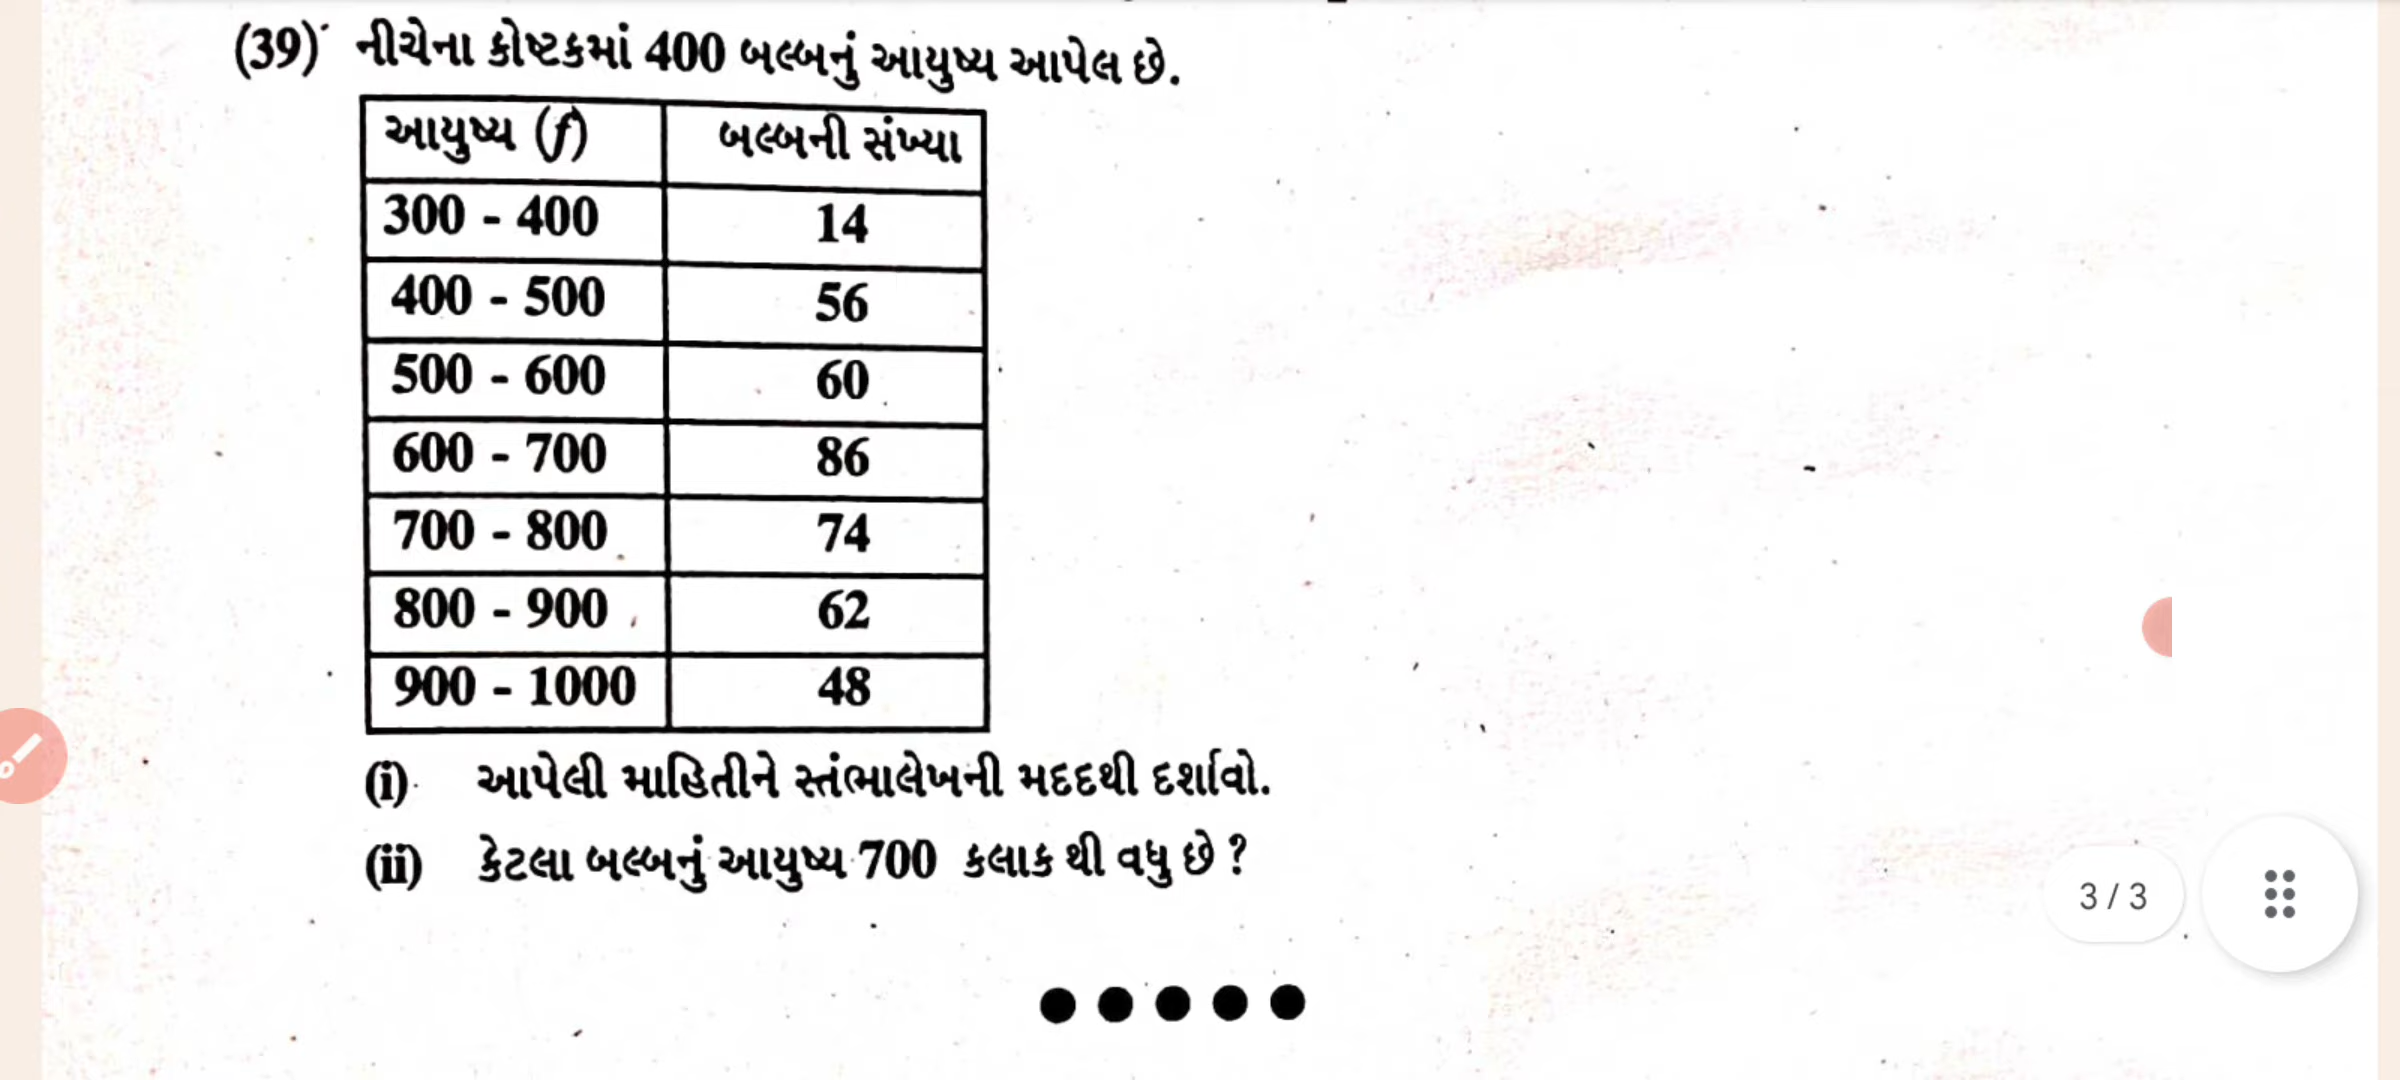 (39) નીચેના કોષ્ટકમાં 400 બલ્બનું આયુષ્ય આપેલ છે.
આયુષ્ય (f) બલ્બની સંખ્યા
300 - 400 14
400 - 500 56
500 - 600 60
600 - 700 86
700 - 800 74
800 - 900 62
900 - 1000 48
(i) આપેલી માહિતીને સ્તંભાલેખની મદદથી દર્શાવો.
(ii) કેટલા બલ્બનું આયુષ્ય 700 કલાક થી વધુ છે ?
3 / 3